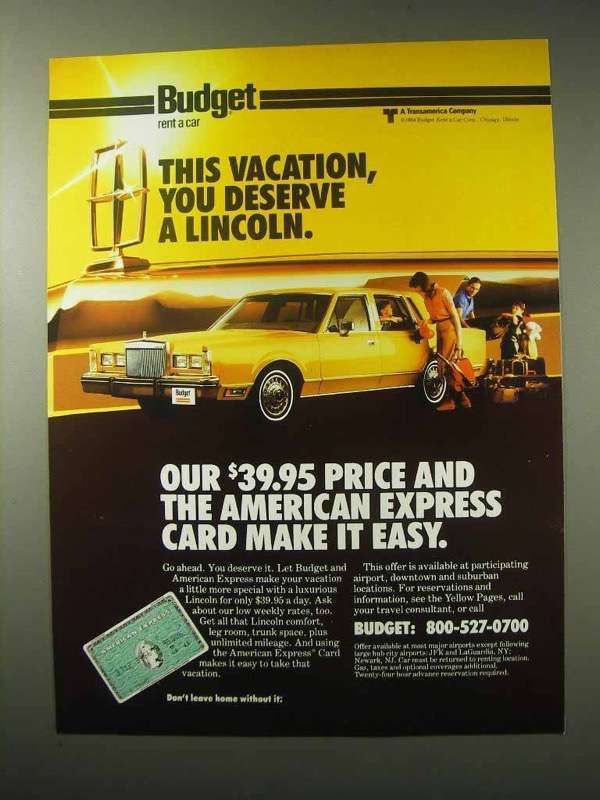 Budget
rent a car
A Transamerica Company
©1984 Budget Rent a Car Corp., Chicago, Illinois
THIS VACATION,
YOU DESERVE
A LINCOLN.
Budget
OUR $39.95 PRICE AND
THE AMERICAN EXPRESS
CARD MAKE IT EASY.
Go ahead. You deserve it. Let Budget and
American Express make your vacation
a little more special with a luxurious
Lincoln for only $39.95 a day. Ask
about our low weekly rates, too.
Get all that Lincoln comfort,
leg room, trunk space, plus
unlimited mileage. And using
the American Express® Card
makes it easy to take that
vacation.
AMERICAN EXPRESS
Don't leave home without it:
This offer is available at participating
airport, downtown and suburban
locations. For reservations and
information, see the Yellow Pages, call
your travel consultant, or call
BUDGET: 800-527-0700
Offer available at most major airports except following
large hub city airports: JFK and LaGuardia, NY;
Newark, NJ. Car must be returned to renting location.
Gas, taxes and optional coverages additional.
Twenty-four hour advance reservation required.